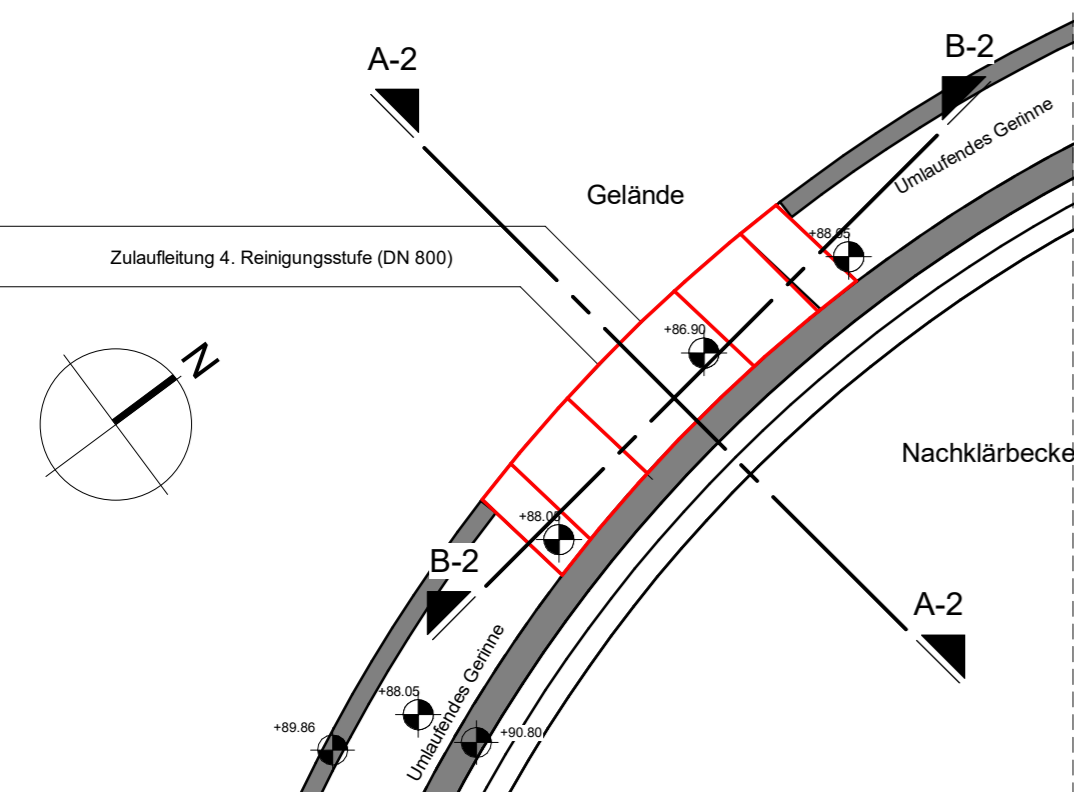 B-2
A-2
Umlaufendes Gerinne
Gelände
+88.05
Zulaufleitung 4. Reinigungsstufe (DN 800)
+86.90
N
Nachklärbecke
+88.05
B-2
A-2
Umlaufendes Gerinne
+88.05
+89.86
+90.80